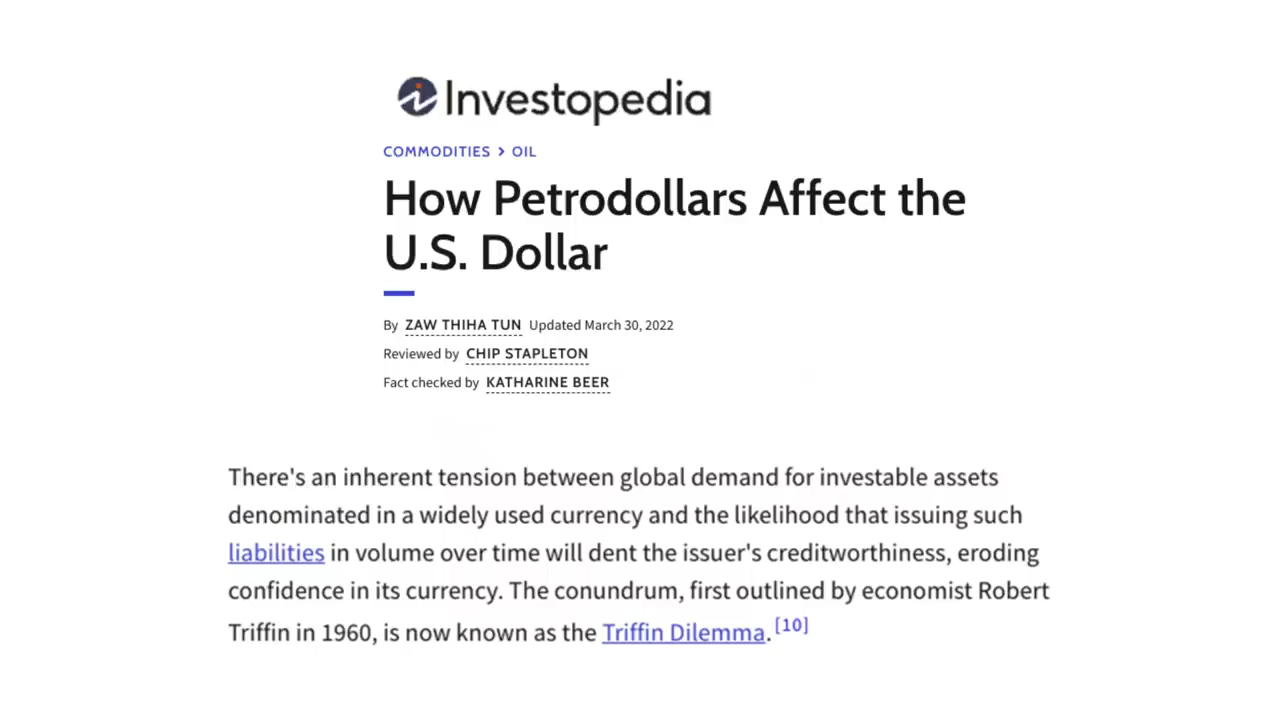 Investopedia
COMMODITIES > OIL
How Petrodollars Affect the
U.S. Dollar
By ZAW THIHA TUN Updated March 30, 2022
Reviewed by CHIP STAPLETON
Fact checked by KATHARINE BEER
There's an inherent tension between global demand for investable assets
denominated in a widely used currency and the likelihood that issuing such
liabilities in volume over time will dent the issuer's creditworthiness, eroding
confidence in its currency. The conundrum, first outlined by economist Robert
Triffin in 1960, is now known as the Triffin Dilemma.[10]